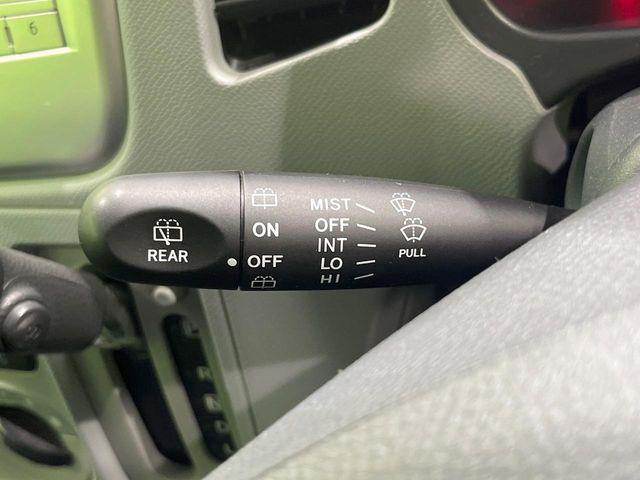 6
REAR
ON
OFF
MIST
OFF
INT
LO
HI
PULL